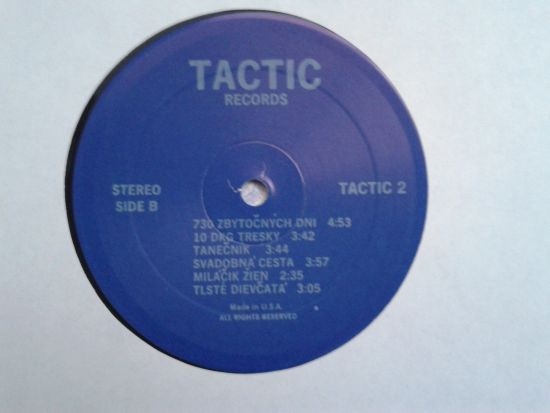 TACTIC
RECORDS
STEREO
SIDE B
TACTIC 2
730 ZBYTOČNÝCH DNI 4:53
10 DKG TRESKY 3:42
TANEČNÍK 3:44
SVADOBNÁ CESTA 3:57
MILÁČIK ŽIEN 2:35
TLSTÉ DIEVČATÁ 3:05
Made in U.S.A.
ALL RIGHTS RESERVED